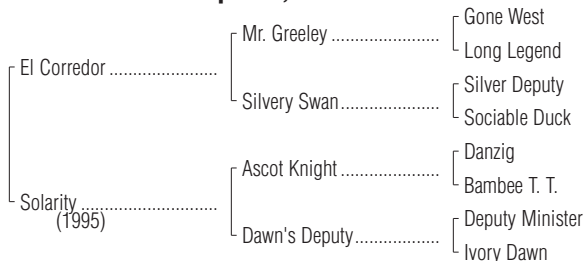 Gone West
Mr. Greeley ....................
Long Legend
El Corredor ....................
Silver Deputy
Silvery Swan ....................
Sociable Duck
Danzig
Ascot Knight ....................
Bambee T. T.
Solarity ....................
(1995)
Deputy Minister
Dawn's Deputy ....................
Ivory Dawn